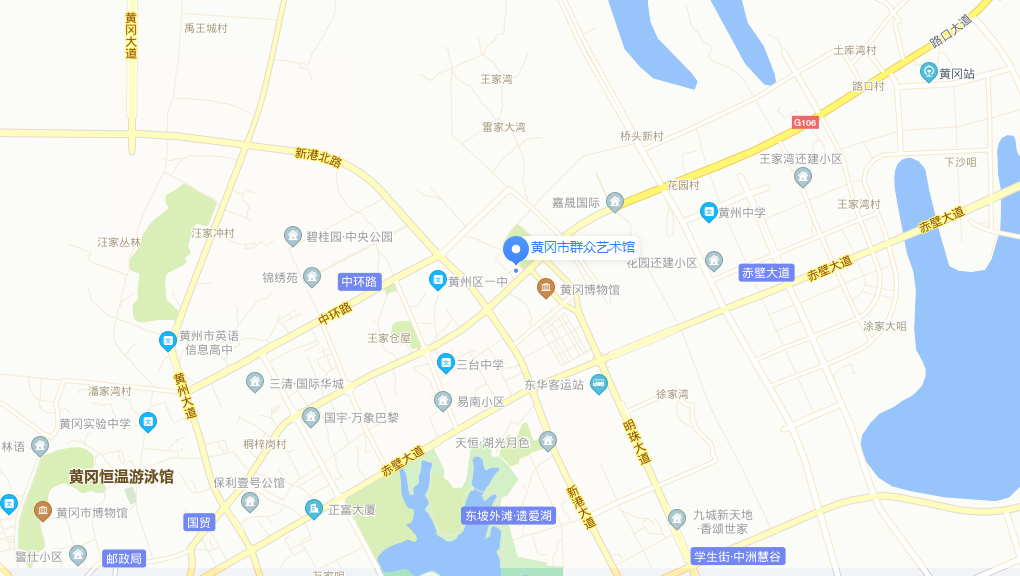 黄冈大道
禹王城村
路口大道
土库湾村
黄冈站
王家湾
路口村
G106
雷家大湾
桥头新村
新港北路
王家湾还建小区
下沙咀
花园村
嘉晟国际
黄州中学
王家湾村
赤壁大道
汪家丛林
汪家冲村
碧桂园·中央公园
黄冈市群众艺术馆
花园还建小区
赤壁大道
赤壁大道
锦绣苑
中环路
黄州区一中
黄冈博物馆
中环路
涂家大咀
黄州市英语
信息高中
王家仓屋
三台中学
三清·国际华城
东华客运站
黄州大道
潘家湾村
易南小区
徐家湾
黄冈实验中学
国宇·万象巴黎
明珠大道
林语
桐梓岗村
天恒·湖光月色
赤壁大道
黄冈恒温游泳馆
保利壹号公馆
新港大道
黄冈市博物馆
正富大厦
东坡外滩·遗爱湖
九城新天地
·香颂世家
国贸
警仕小区
邮政局
学生街·中洲慧谷
万家咀